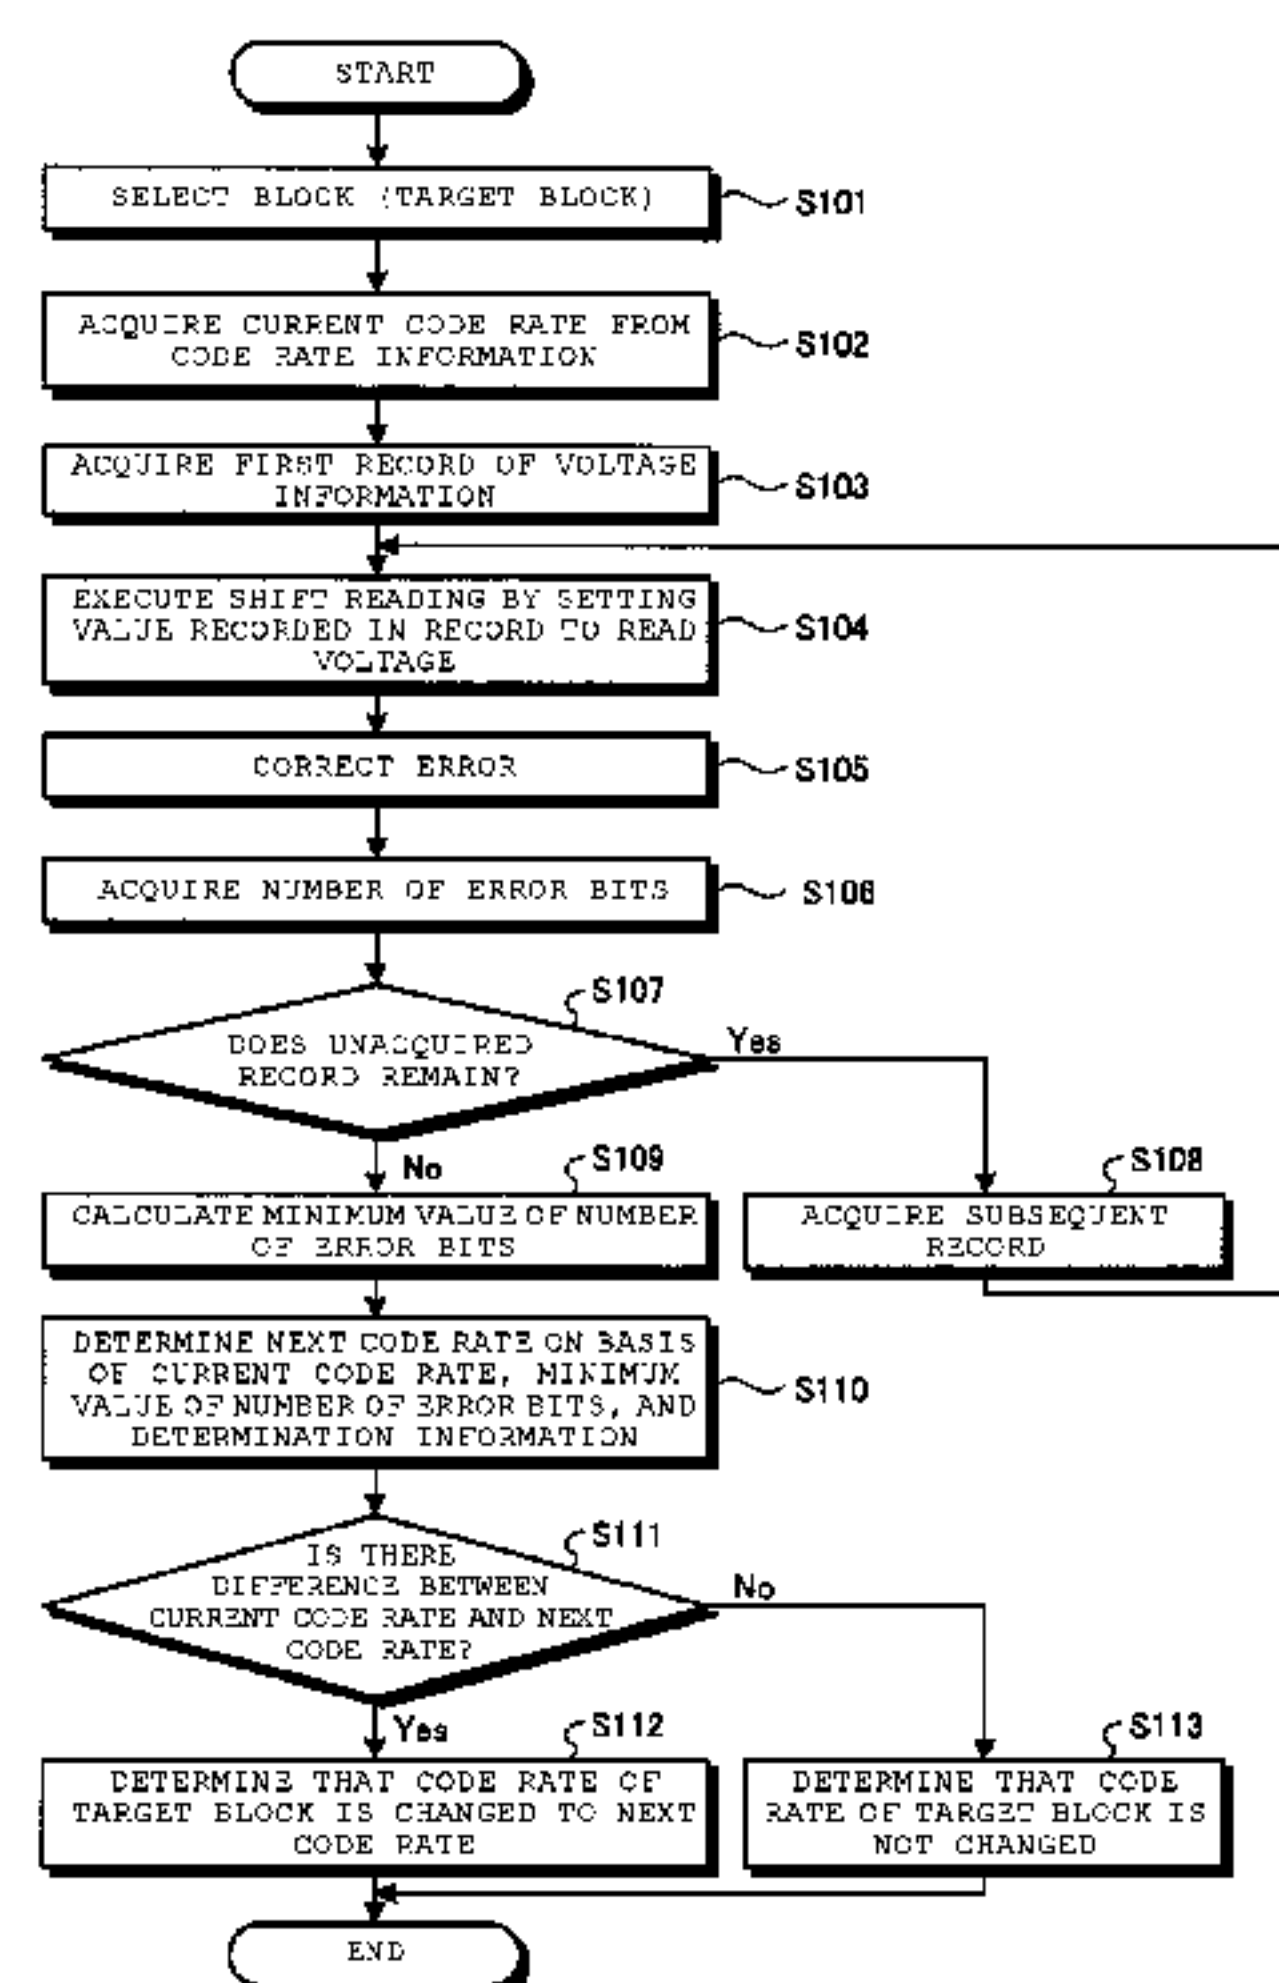 START
SELECT BLOCK (TARGET BLOCK)
S101
ACQUIRE CURRENT CODE RATE FROM
CODE RATE INFORMATION
S102
ACQUIRE FIRST RECORD OF VOLTAGE
INFORMATION
S103
EXECUTE SHIFT READING BY SETTING
VALUE RECORDED IN RECORD TO READ
VOLTAGE
S104
CORRECT ERROR
S105
ACQUIRE NUMBER OF ERROR BITS
S106
S107
DOES UNACQUIRED
RECORD REMAIN?
Yes
No
S109
CALCULATE MINIMUM VALUE OF NUMBER
OF ERROR BITS
S108
ACQUIRE SUBSEQUENT
RECORD
DETERMINE NEXT CODE RATE ON BASIS
OF CURRENT CODE RATE, MINIMUM
VALUE OF NUMBER OF ERROR BITS, AND
DETERMINATION INFORMATION
S110
S111
IS THERE
DIFFERENCE BETWEEN
CURRENT CODE RATE AND NEXT
CODE RATE?
No
Yes
S112
DETERMINE THAT CODE RATE OF
TARGET BLOCK IS CHANGED TO NEXT
CODE RATE
S113
DETERMINE THAT CODE
RATE OF TARGET BLOCK IS
NOT CHANGED
END